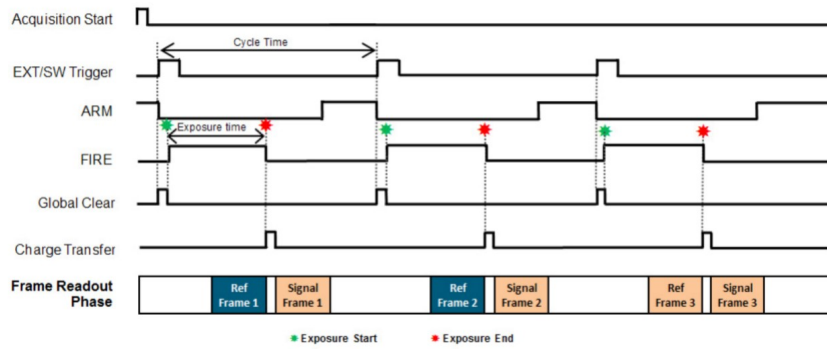 Acquisition Start
Cycle Time
EXT/SW Trigger
ARM
Exposure time
FIRE
Global Clear
Charge Transfer
Frame Readout
Phase
Ref
Frame 1
Signal
Frame 1
Ref
Frame 2
Signal
Frame 2
Ref
Frame 3
Signal
Frame 3
Exposure Start
Exposure End